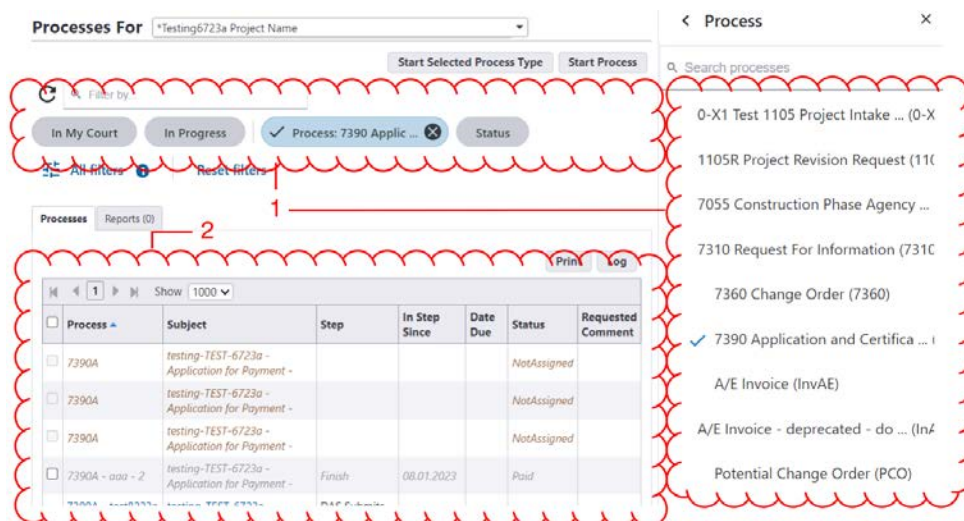 Processes For *Testing6723a Project Name
Start Selected Process Type Start Process
Filter by...
In My Court In Progress Process: 7390 Applic ... Status
All filters Reset filters
1
Processes Reports (0)
2
Print Log
1 Show 1000
Process Subject Step In Step Since Date Due Status Requested Comment
7390A testing-TEST-6723a - NotAssigned
Application for Payment -
7390A testing-TEST-6723a - NotAssigned
Application for Payment -
7390A testing-TEST-6723a - NotAssigned
Application for Payment -
7390A - aaa - 2 testing-TEST-6723a - Finish 08.01.2023 Paid
Application for Payment -
Process
Search processes
0-X1 Test 1105 Project Intake ... (0-X
1105R Project Revision Request (110
7055 Construction Phase Agency ...
7310 Request For Information (7310
7360 Change Order (7360)
7390 Application and Certifica ... (
A/E Invoice (InvAE)
A/E Invoice - deprecated - do ... (InA
Potential Change Order (PCO)